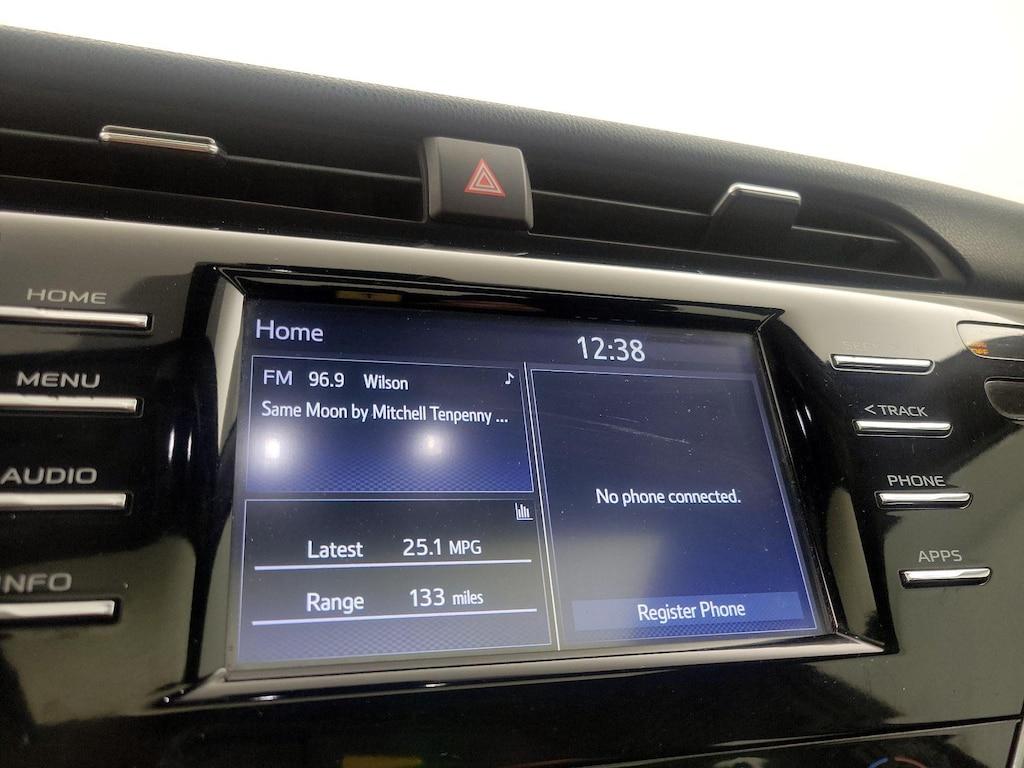 HOME
MENU
AUDIO
INFO
Home
12:38
FM 96.9 Wilson
Same Moon by Mitchell Tenpenny ...
Latest 25.1 MPG
Range 133 miles
No phone connected.
Register Phone
< TRACK
PHONE
APPS